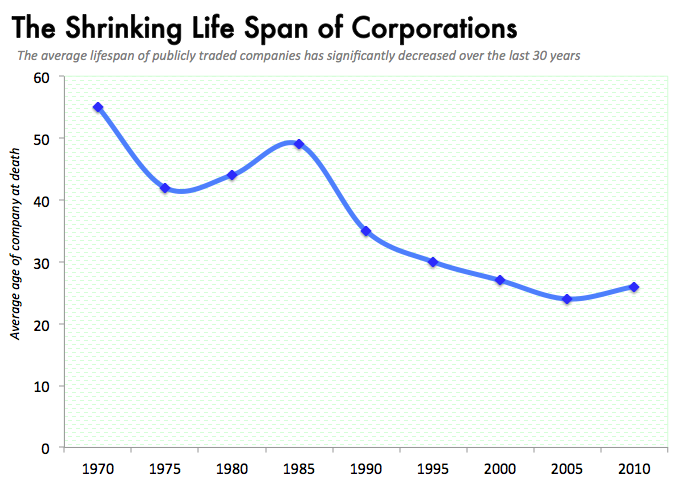 The Shrinking Life Span of Corporations
The average lifespan of publicly traded companies has significantly decreased over the last 30 years
Average age of company at death
60
50
40
30
20
10
0
1970 1975 1980 1985 1990 1995 2000 2005 2010